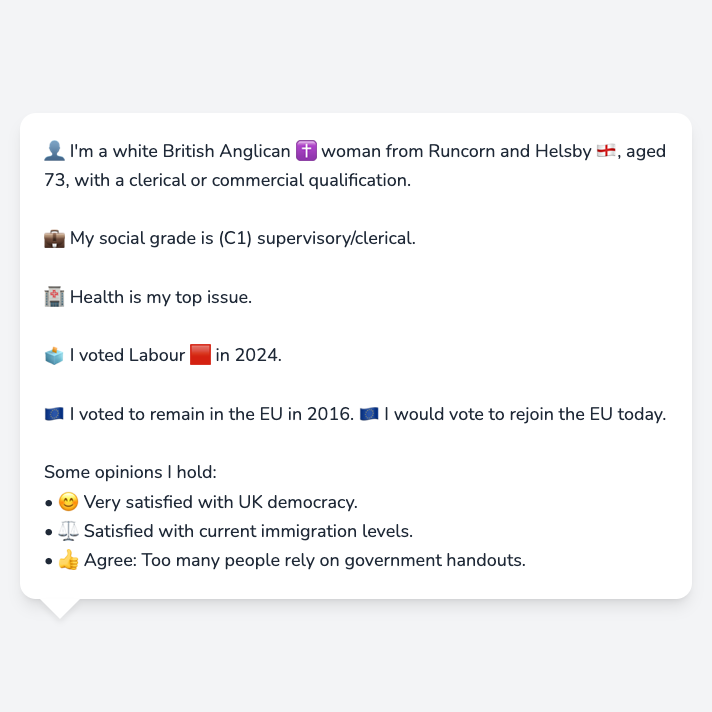 👤 I'm a white British Anglican ✝️ woman from Runcorn and Helsby 🏴󠁧󠁢󠁥󠁮󠁧󠁿, aged
73, with a clerical or commercial qualification.
💼 My social grade is (C1) supervisory/clerical.
🏥 Health is my top issue.
🗳️ I voted Labour 🟥 in 2024.
🇪🇺 I voted to remain in the EU in 2016. 🇪🇺 I would vote to rejoin the EU today.
Some opinions I hold:
• 😊 Very satisfied with UK democracy.
• ⚖️ Satisfied with current immigration levels.
• 👍 Agree: Too many people rely on government handouts.